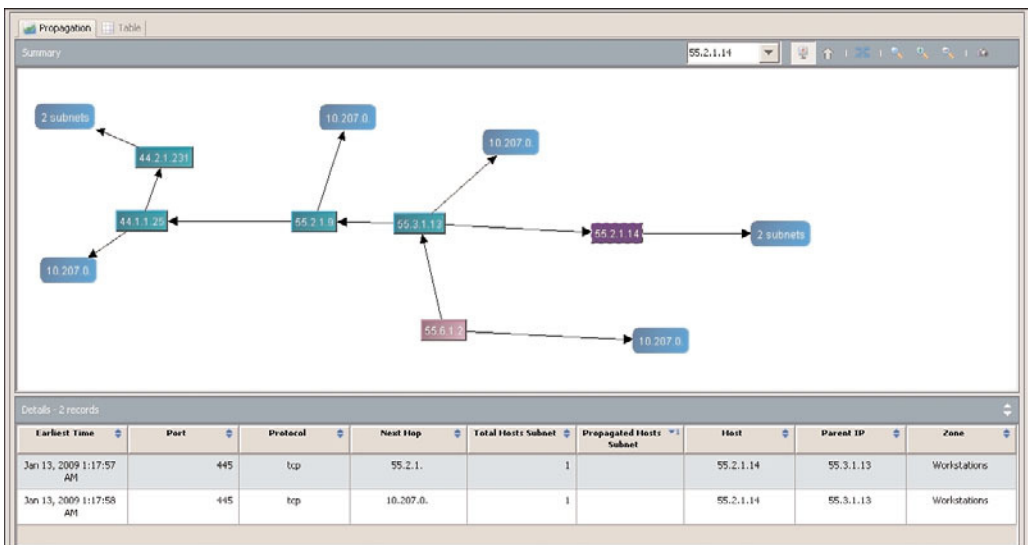 Propagation
Table
Summary
55.2.1.14
2 subnets
10.207.0.
10.207.0.
44.2.1.231
44.1.1.25
55.2.1.9
55.3.1.13
55.2.1.14
2 subnets
10.207.0.
55.6.1.2
10.207.0.
Details - 2 records
Earliest Time Port Protocol Next Hop Total Hosts Subnet Propagated Hosts Subnet Host Parent IP Zone
Jan 13, 2009 1:17:57 AM 445 tcp 55.2.1. 1 55.2.1.14 55.3.1.13 Workstations
Jan 13, 2009 1:17:58 AM 445 tcp 10.207.0. 1 55.2.1.14 55.3.1.13 Workstations